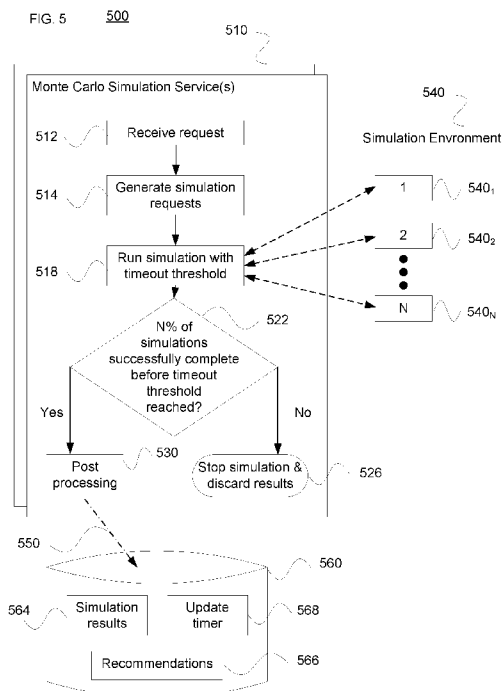 FIG. 5 500
510
Monte Carlo Simulation Service(s)
540
Simulation Envronment
512
Receive request
514
Generate simulation
requests
518
Run simulation with
timeout threshold
1
540₁
2
540₂
N
540N
522
N% of
simulations
successfully complete
before timeout
threshold
reached?
Yes
No
530
Post
processing
Stop simulation &
discard results
526
550
560
564
Simulation
results
Update
timer
568
Recommendations
566